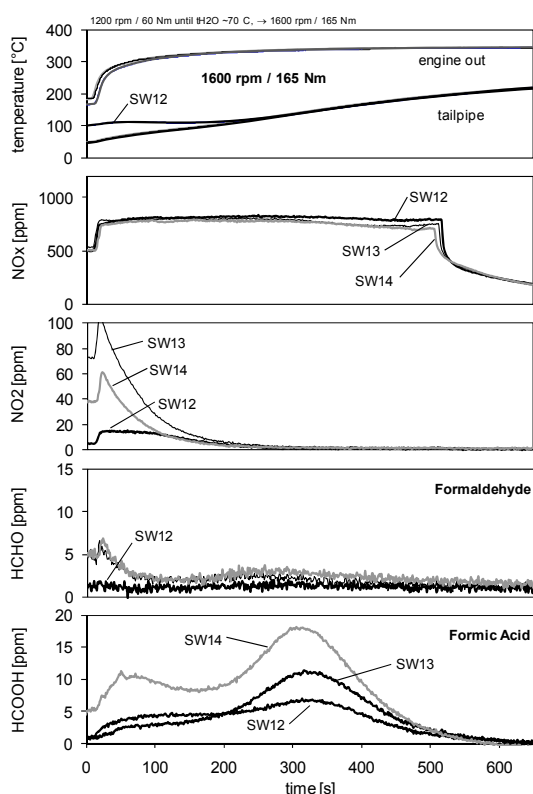 1200 rpm / 60 Nm until tH2O ~70 C, → 1600 rpm / 165 Nm
temperature [°C]
400
300
200
100
0
1600 rpm / 165 Nm
engine out
SW12
tailpipe
NOx [ppm]
1000
500
0
SW12
SW13
SW14
NO2 [ppm]
100
80
60
40
20
0
SW13
SW14
SW12
HCHO [ppm]
15
10
5
0
Formaldehyde
SW12
HCOOH [ppm]
20
15
10
5
0
SW14
Formic Acid
SW13
SW12
0 100 200 300 400 500 600
time [s]